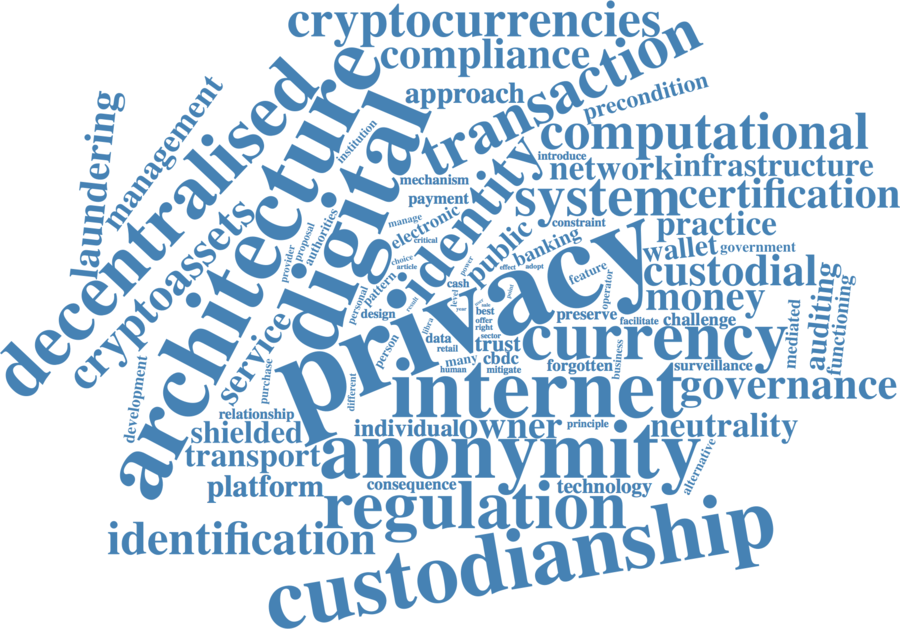 cryptocurrencies
compliance
transaction
approach
precondition
architecture
decentralised
digital
laundering
management
institution
computational
introduce
network
infrastructure
mechanism
identity
payment
system
certification
cryptoassets
authorities
proposal
provider
manage
electronic
critical
constraint
practice
public
banking
wallet
government
choice
article
power
effect
adopt
feature
custodial
pattern
personal
cash
level
year
point
operator
money
auditing
functioning
mediated
result
design
libra
best
offer
right
sector
sale
preserve
facilitate
challenge
service
privacy
person
data
retail
trust
currency
many
cbdc
human
mitigate
forgotten
business
surveillance
development
purchase
different
internet
governance
relationship
shielded
individual
owner
principle
neutrality
transport
anonymity
alternative
platform
consequence
technology
regulation
identification
custodianship